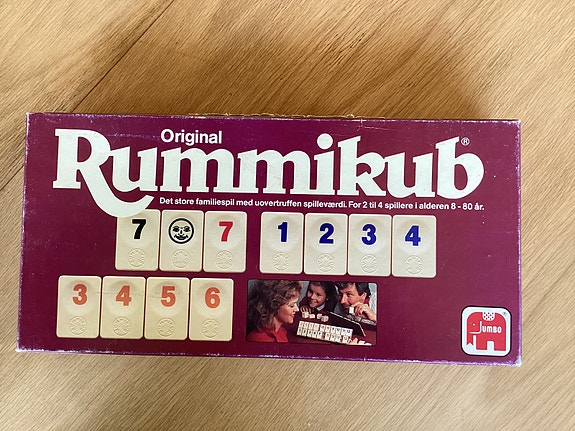 Original
Rummikub®
Det store familiespil med uovertruffen spilleværdi. For 2 til 4 spillere i alderen 8 - 80 år.
7 7 1 2 3 4
3 4 5 6
JUMBO